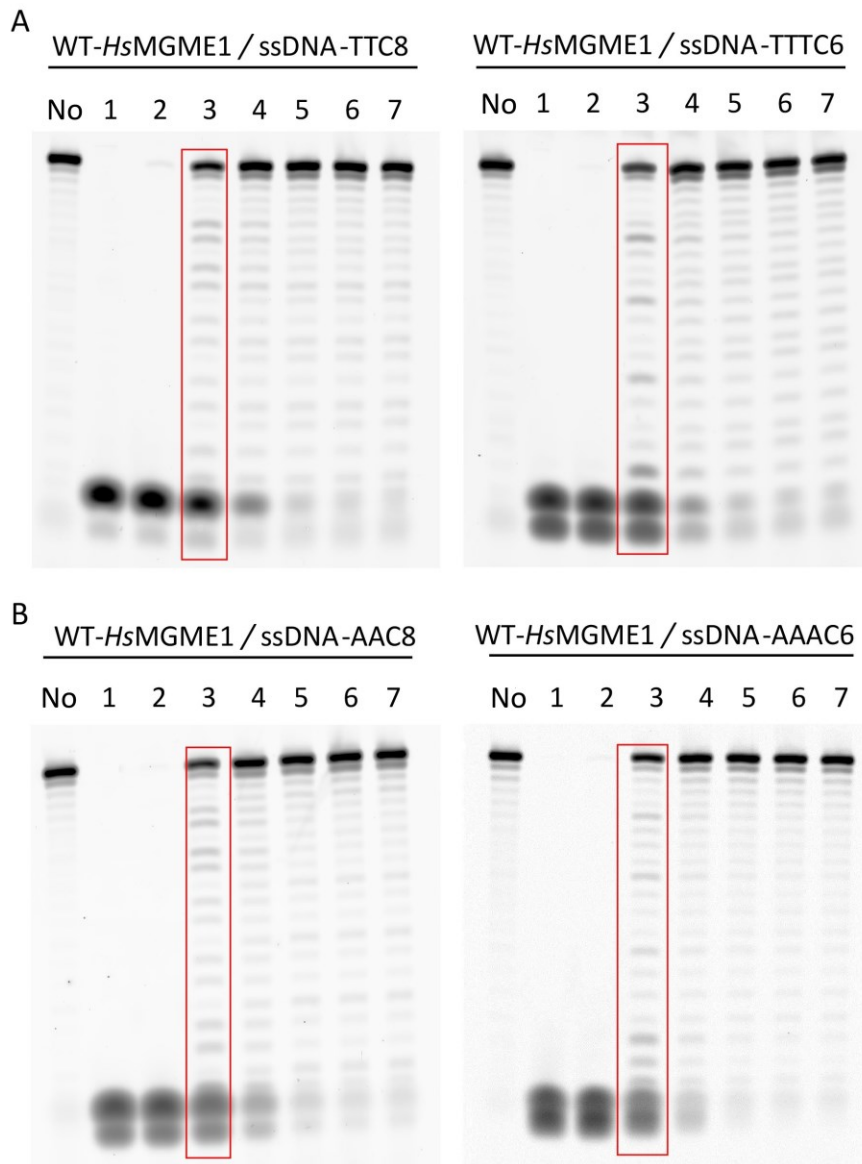 A
WT-HsMGME1 / ssDNA-TTC8
WT-HsMGME1 / ssDNA-TTTC6
No 1 2 3 4 5 6 7
No 1 2 3 4 5 6 7
B
WT-HsMGME1 / ssDNA-AAC8
WT-HsMGME1 / ssDNA-AAAC6
No 1 2 3 4 5 6 7
No 1 2 3 4 5 6 7